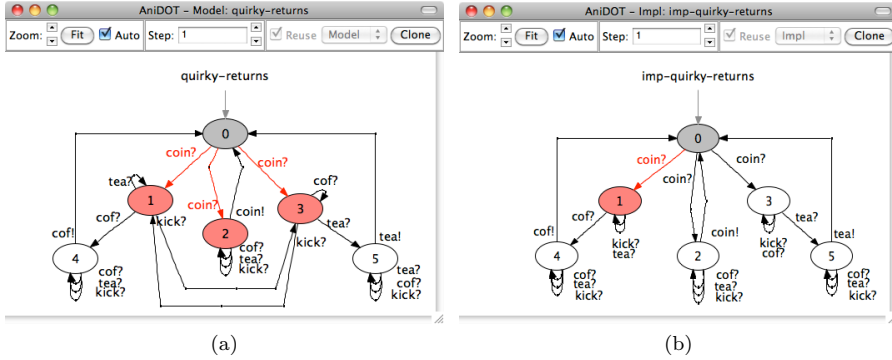 AniDOT – Model: quirky-returns
Zoom: Fit Auto Step: 1 Reuse Model Clone
quirky-returns
0
coin? coin?
tea? cof?
1 coin? 3
cof? kick? coin! kick? tea?
2
cof! tea!
4 cof? 5
tea? tea?
kick? cof?
tea? kick?
kick?
(a)
AniDOT – Impl: imp-quirky-returns
Zoom: Fit Auto Step: 1 Reuse Impl Clone
imp-quirky-returns
0
coin? coin?
coin?
1 3
cof? kick? kick? tea?
tea? coin! cof?
cof! tea!
4 2 5
cof? cof? cof?
tea? tea? tea?
kick? kick? kick?
(b)